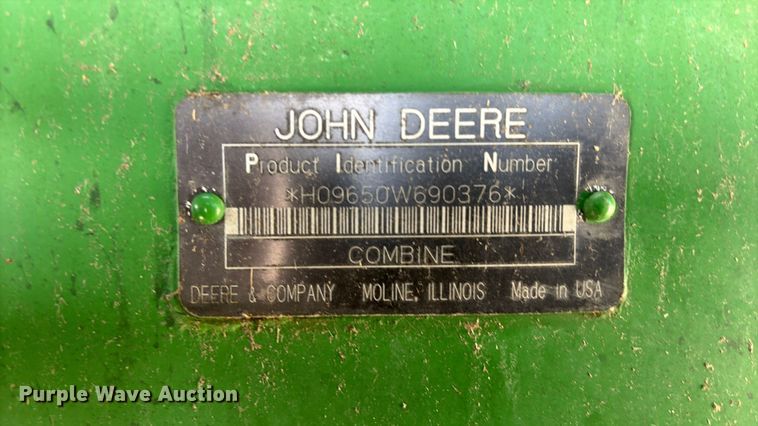 JOHN DEERE
Product Identification Number
*H09650W690376*
COMBINE
DEERE & COMPANY MOLINE, ILLINOIS Made in USA
Purple Wave Auction